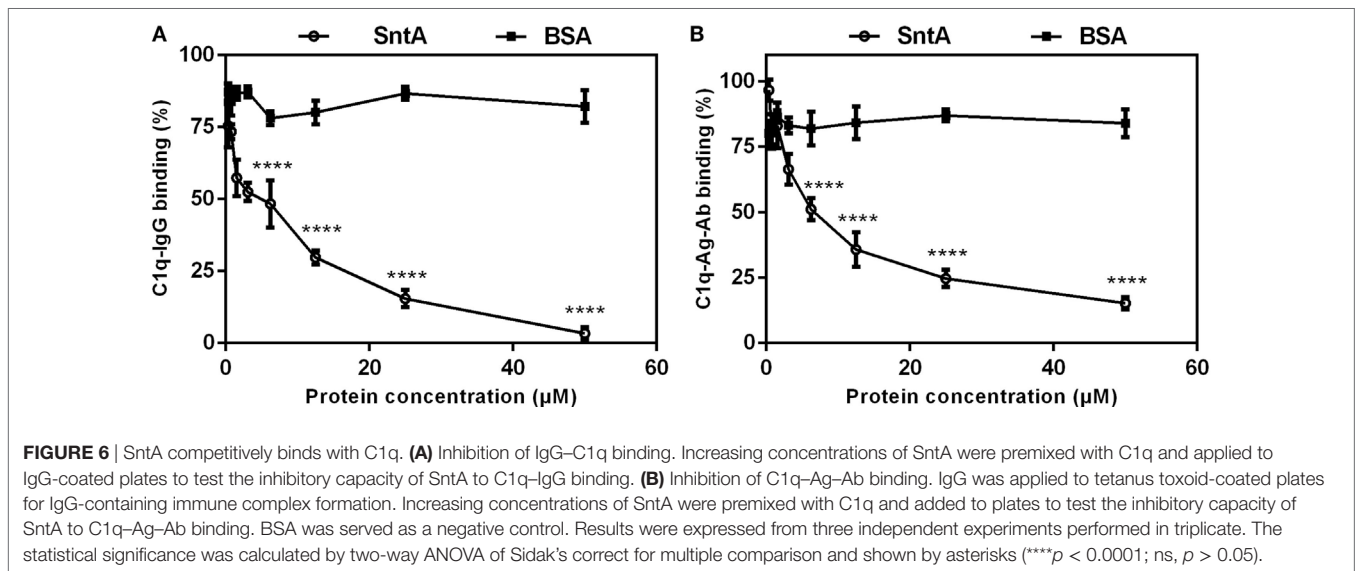 A SntA BSA
100
75
50
25
0
C1q-IgG binding (%)
**** **** **** ****
0 20 40 60
Protein concentration (µM)
B SntA BSA
100
75
50
25
0
C1q-Ag-Ab binding (%)
**** **** **** ****
0 20 40 60
Protein concentration (µM)
FIGURE 6 | SntA competitively binds with C1q. (A) Inhibition of IgG–C1q binding. Increasing concentrations of SntA were premixed with C1q and applied to
IgG-coated plates to test the inhibitory capacity of SntA to C1q–IgG binding. (B) Inhibition of C1q–Ag–Ab binding. IgG was applied to tetanus toxoid-coated plates
for IgG-containing immune complex formation. Increasing concentrations of SntA were premixed with C1q and added to plates to test the inhibitory capacity of
SntA to C1q–Ag–Ab binding. BSA was served as a negative control. Results were expressed from three independent experiments performed in triplicate. The
statistical significance was calculated by two-way ANOVA of Sidak's correct for multiple comparison and shown by asterisks (****p < 0.0001; ns, p > 0.05).